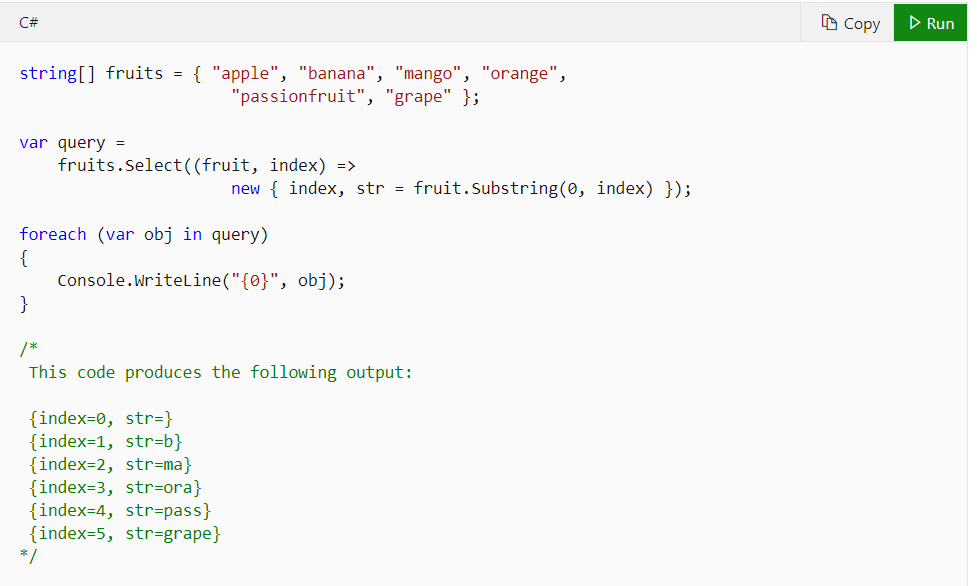 C#
Copy
Run
string[] fruits = { "apple", "banana", "mango", "orange",
                      "passionfruit", "grape" };

var query =
    fruits.Select((fruit, index) =>
                      new { index, str = fruit.Substring(0, index) });

foreach (var obj in query)
{
    Console.WriteLine("{0}", obj);
}

/*
 This code produces the following output:

 {index=0, str=}
 {index=1, str=b}
 {index=2, str=ma}
 {index=3, str=ora}
 {index=4, str=pass}
 {index=5, str=grape}
*/